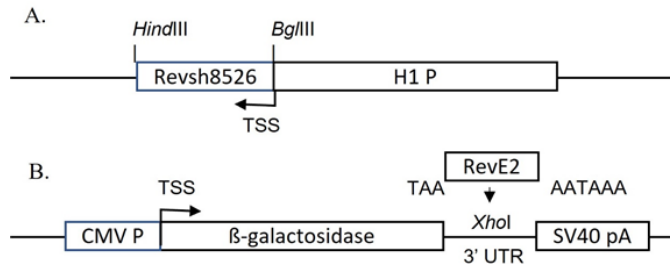 A.
HindIII BglII
Revsh8526 H1 P
TSS
B.
RevE2
TSS TAA AATAAA
XhoI
CMV P ß-galactosidase SV40 pA
3' UTR